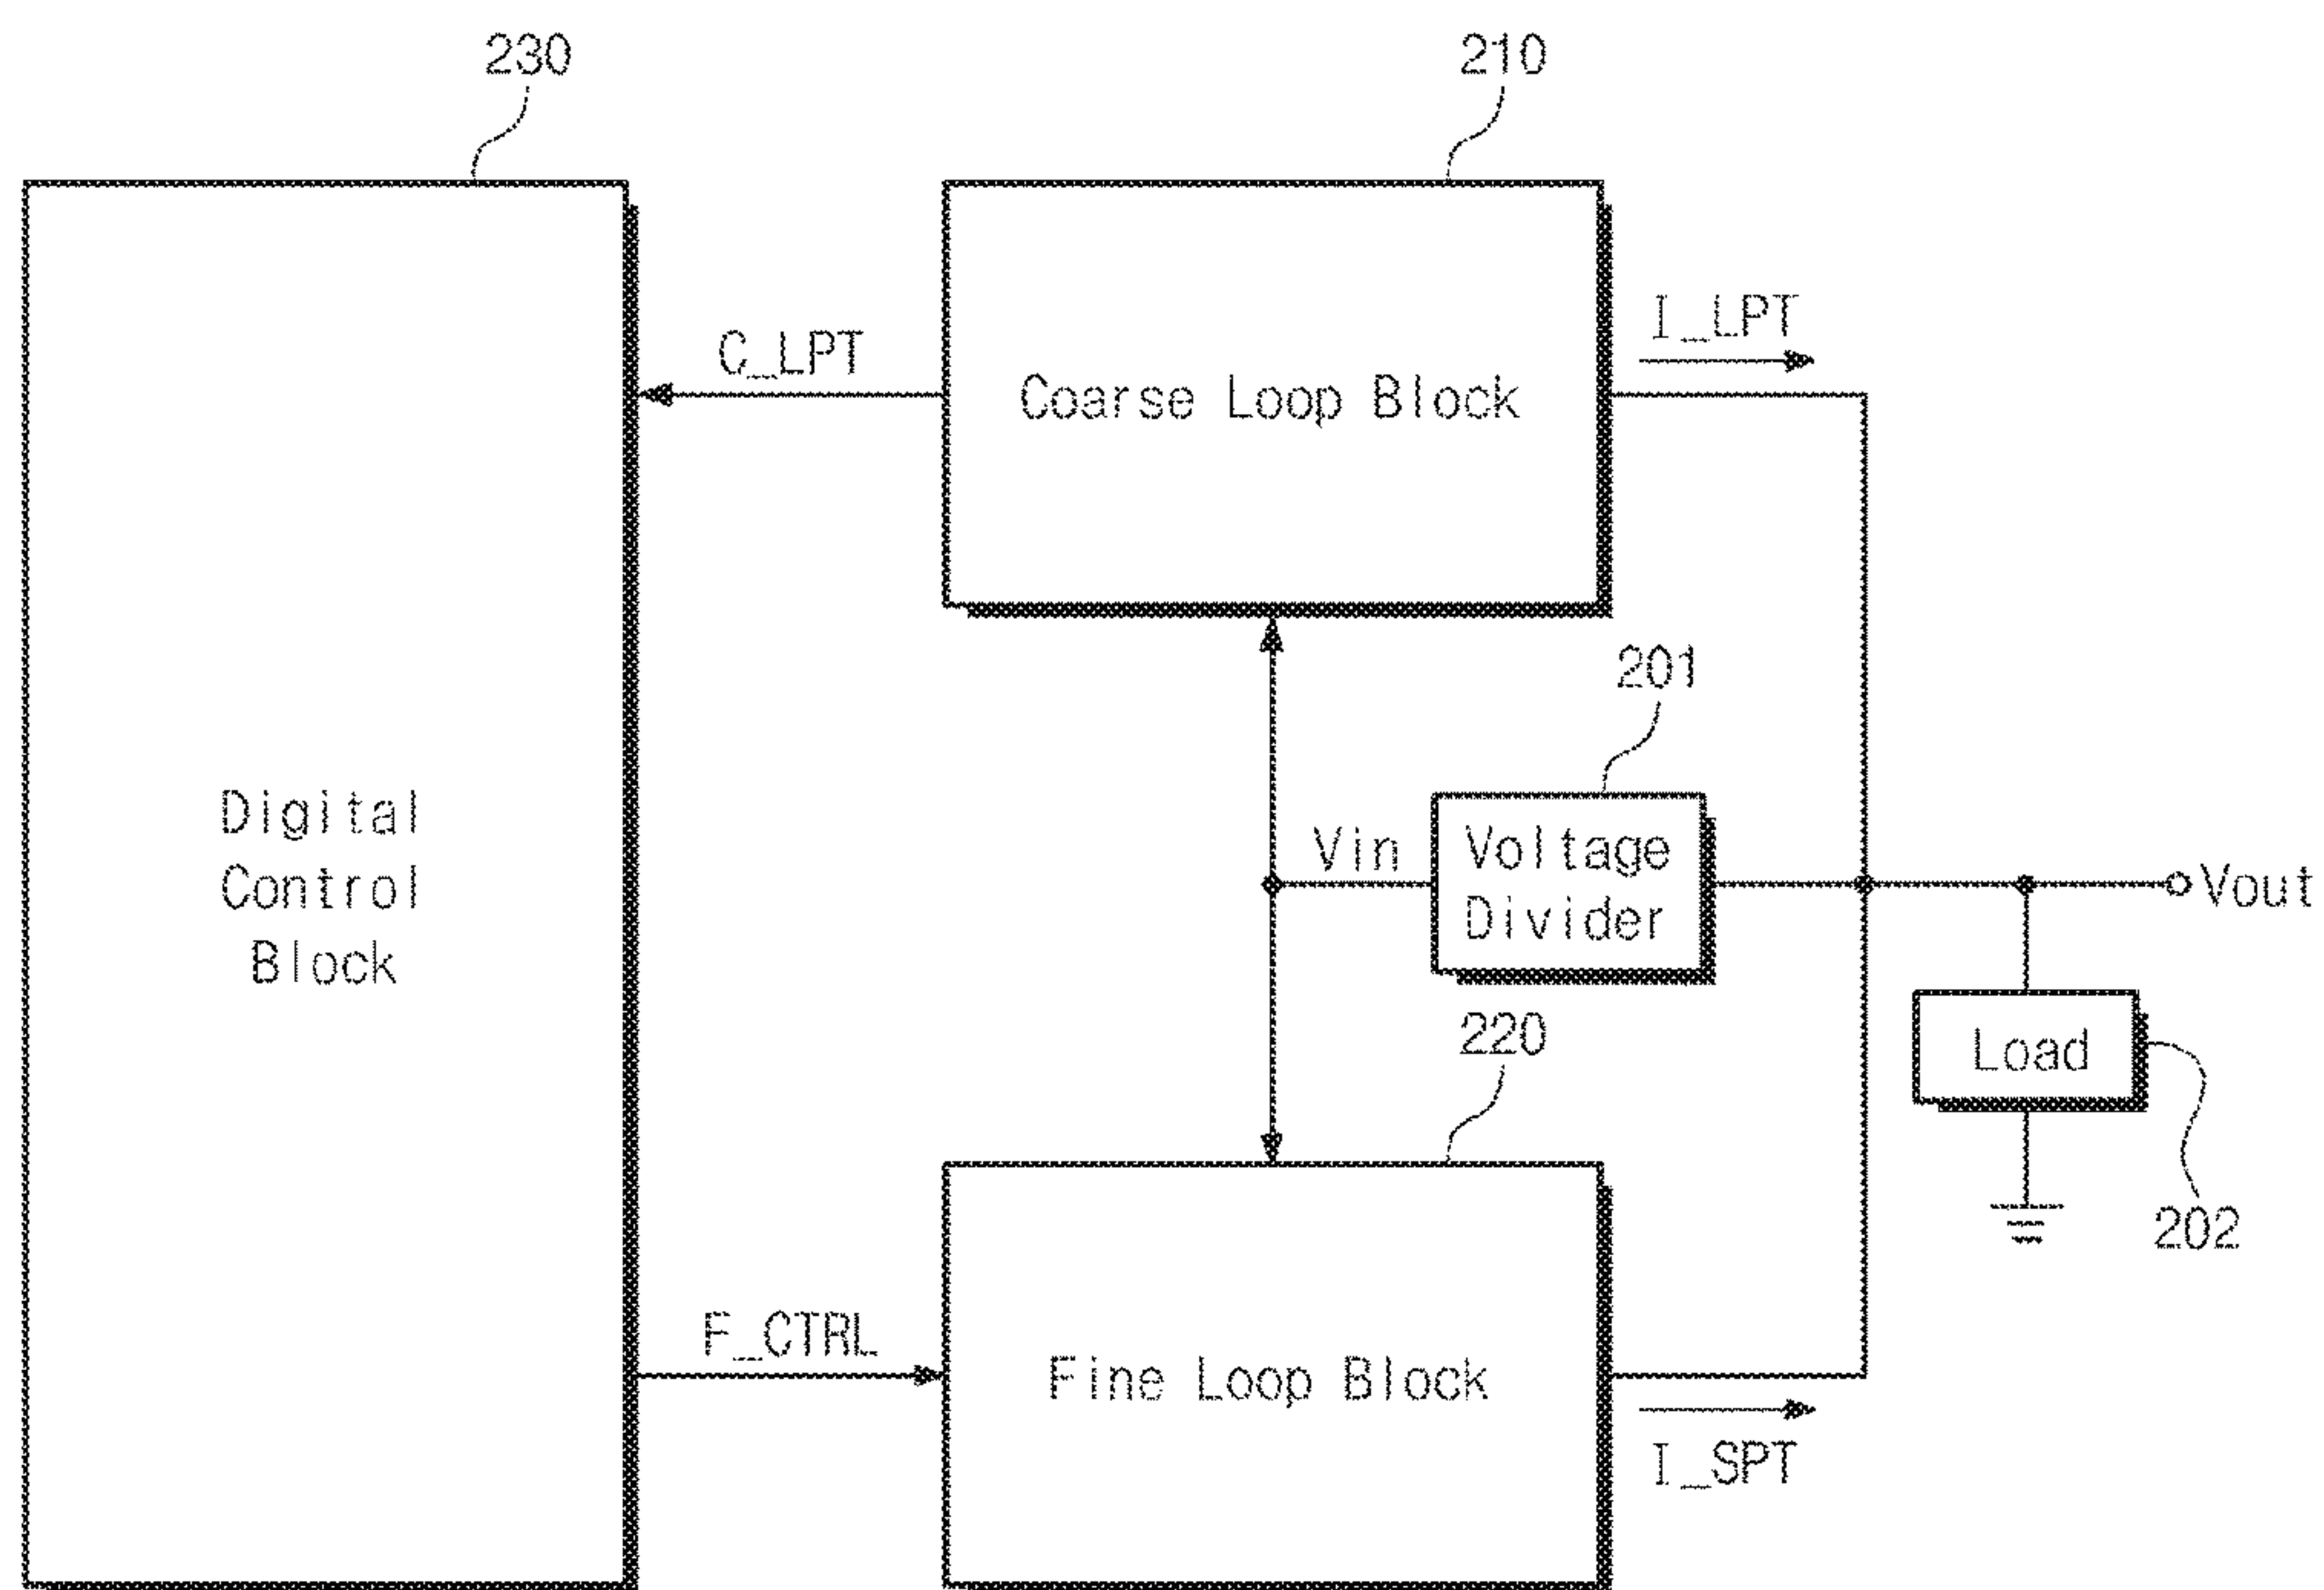 230
210
I_LPT
C_LPT
Coarse Loop Block
201
Digital
Control
Block
Vin
Voltage
Divider
Vout
220
Load
202
F_CTRL
Fine Loop Block
I_SPT